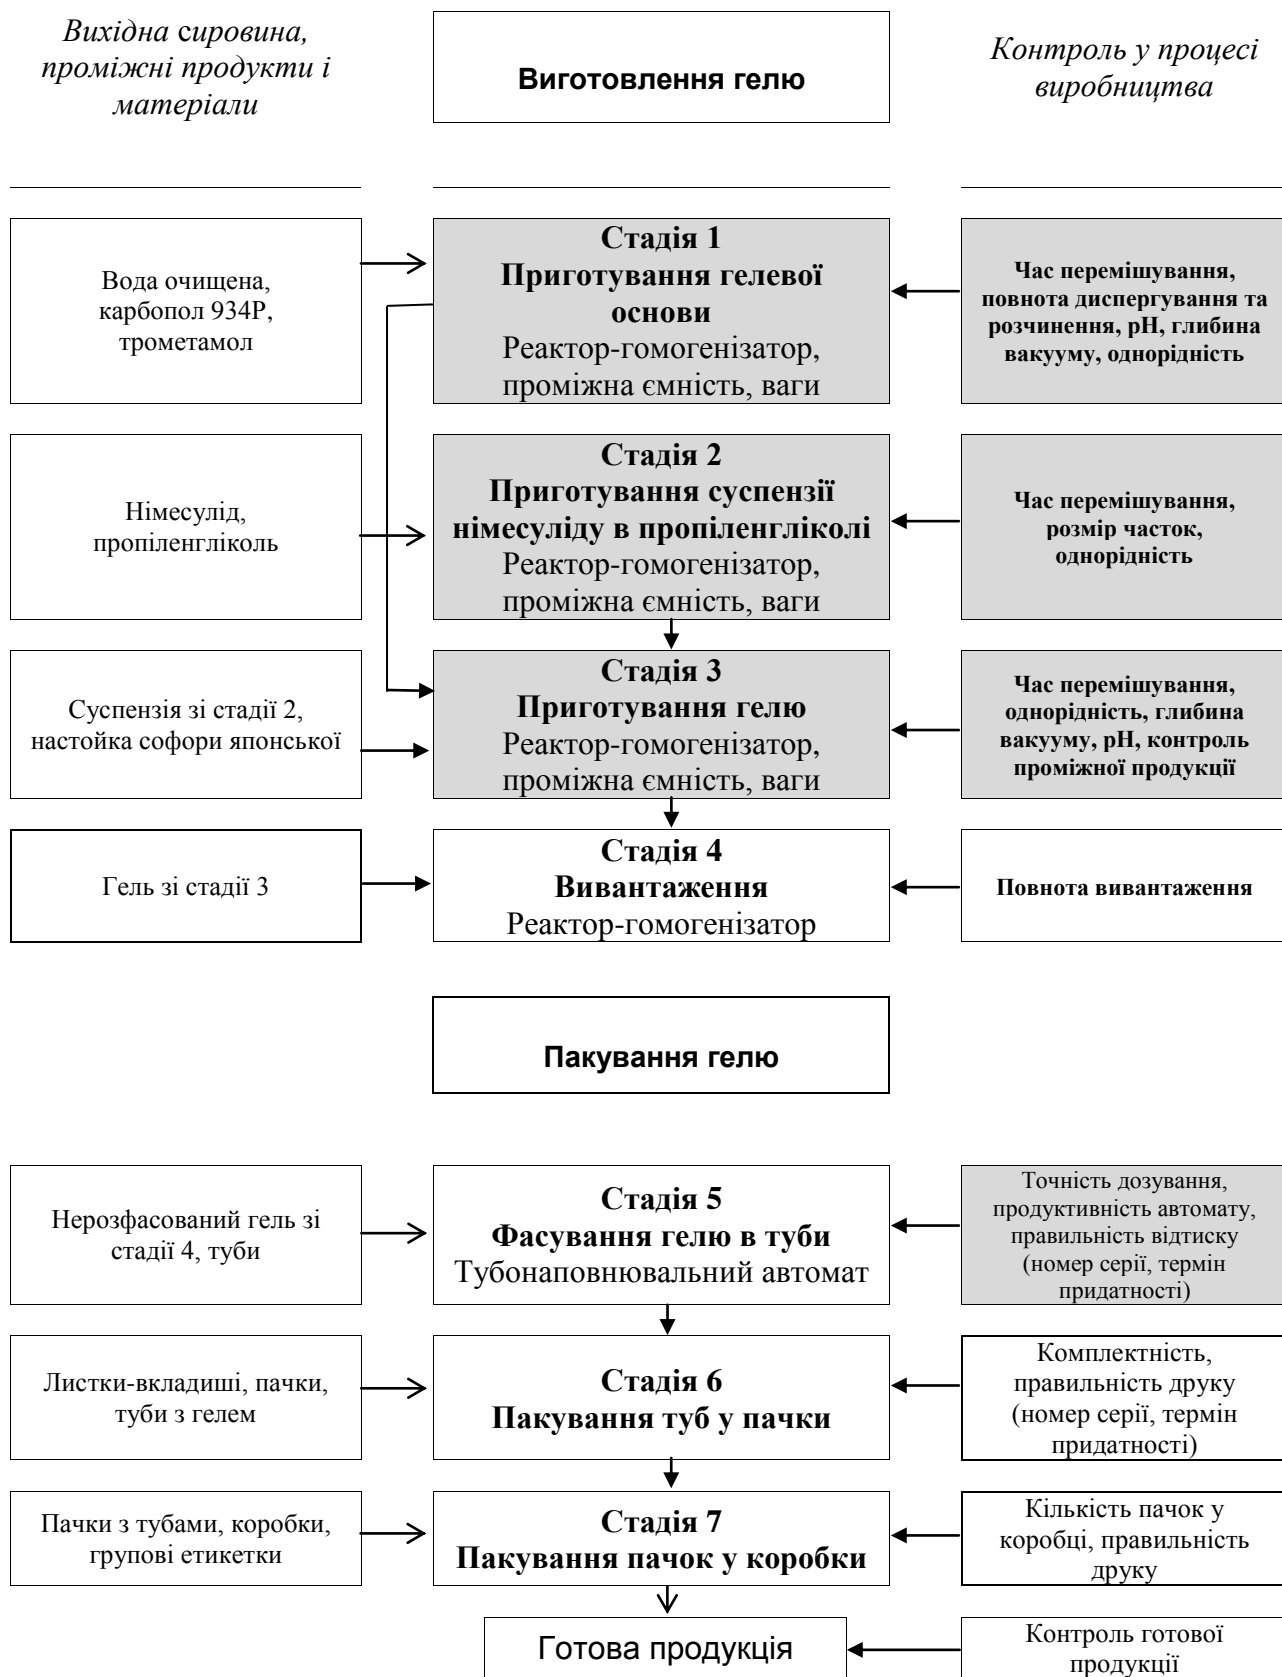 Вихідна сировина,
проміжні продукти і
матеріали
Виготовлення гелю
Контроль у процесі
виробництва
Вода очищена,
карбопол 934Р,
трометамол
Стадія 1
Приготування гелевої
основи
Реактор-гомогенізатор,
проміжна ємність, ваги
Час перемішування,
повнота диспергування та
розчинення, рН, глибина
вакууму, однорідність
Німесулід,
пропіленгліколь
Стадія 2
Приготування суспензії
німесуліду в пропіленгліколі
Реактор-гомогенізатор,
проміжна ємність, ваги
Час перемішування,
розмір часток,
однорідність
Суспензія зі стадії 2,
настойка софори японської
Стадія 3
Приготування гелю
Реактор-гомогенізатор,
проміжна ємність, ваги
Час перемішування,
однорідність, глибина
вакууму, рН, контроль
проміжної продукції
Гель зі стадії 3
Стадія 4
Вивантаження
Реактор-гомогенізатор
Повнота вивантаження
Пакування гелю
Нерозфасований гель зі
стадії 4, туби
Стадія 5
Фасування гелю в туби
Тубонаповнювальний автомат
Точність дозування,
продуктивність автомату,
правильність відтиску
(номер серії, термін
придатності)
Листки-вкладиші, пачки,
туби з гелем
Стадія 6
Пакування туб у пачки
Комплектність,
правильність друку
(номер серії, термін
придатності)
Пачки з тубами, коробки,
групові етикетки
Стадія 7
Пакування пачок у коробки
Кількість пачок у
коробці, правильність
друку
Готова продукція
Контроль готової
продукції